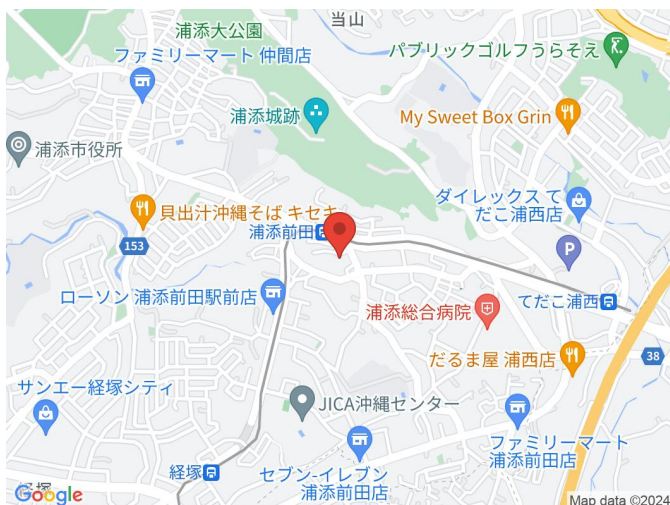 浦添大公園
当山
ファミリーマート 仲間店
パブリックゴルフうらそえ
浦添城跡
My Sweet Box Grin
浦添市役所
ダイレックス て
だこ浦西店
貝出汁沖縄そば キセキ
浦添前田
153
P
ローソン 浦添前田駅前店
浦添総合病院
てだこ浦西
だるま屋 浦西店
38
サンエー経塚シティ
JICA沖縄センター
ファミリーマート
浦添前田店
経塚
セブン-イレブン
浦添前田店
経塚
Google
Map data ©2024